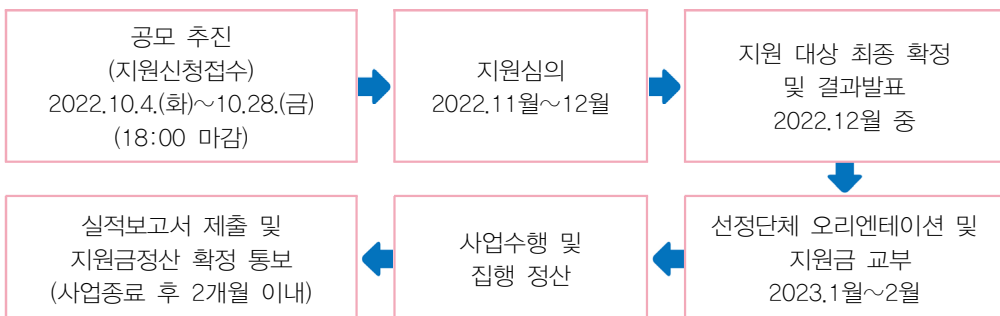 공모 추진
(지원신청접수)
2022.10.4.(화)~10.28.(금)
(18:00 마감)
지원심의
2022.11월~12월
지원 대상 최종 확정
및 결과발표
2022.12월 중
선정단체 오리엔테이션 및
지원금 교부
2023.1월~2월
사업수행 및
집행 정산
실적보고서 제출 및
지원금정산 확정 통보
(사업종료 후 2개월 이내)